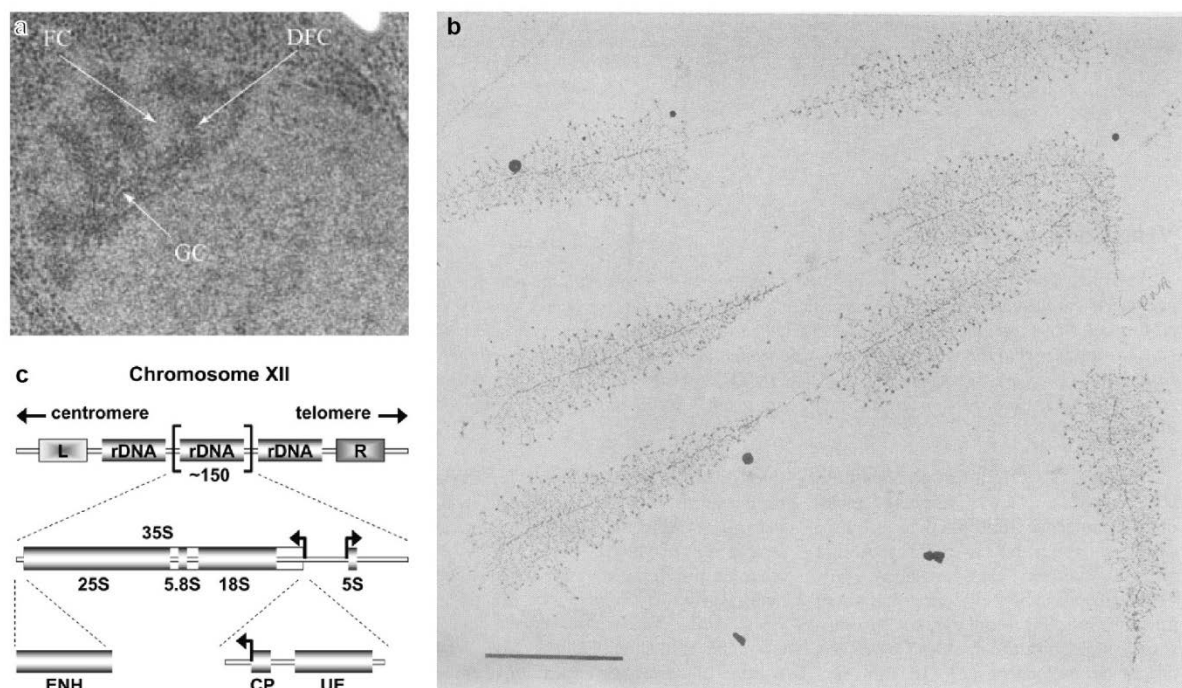 a
FC
DFC
GC
b
c
Chromosome XII
centromere
telomere
L
rDNA
rDNA
rDNA
R
~150
35S
25S
5.8S
18S
5S
ENH
CP
UE